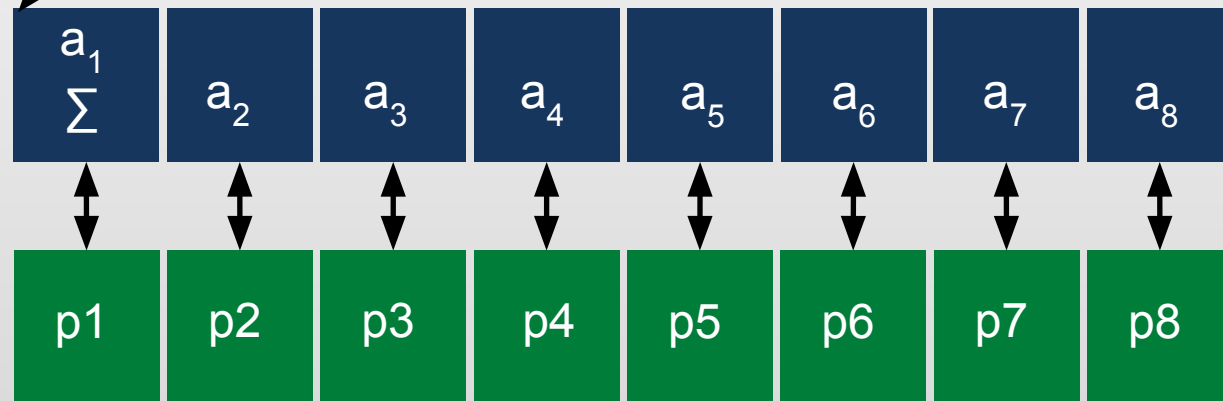 a₁
∑
a₂ a₃ a₄ a₅ a₆ a₇ a₈
p1 p2 p3 p4 p5 p6 p7 p8